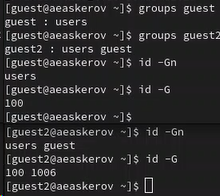 [guest@aeaskerov ~]$ groups guest
guest : users
[guest@aeaskerov ~]$ groups guest2
guest2 : users guest
[guest@aeaskerov ~]$ id -Gn
users
[guest@aeaskerov ~]$ id -G
100
[guest@aeaskerov ~]$
[guest2@aeaskerov ~]$ id -Gn
users guest
[guest2@aeaskerov ~]$ id -G
100 1006
[guest2@aeaskerov ~]$